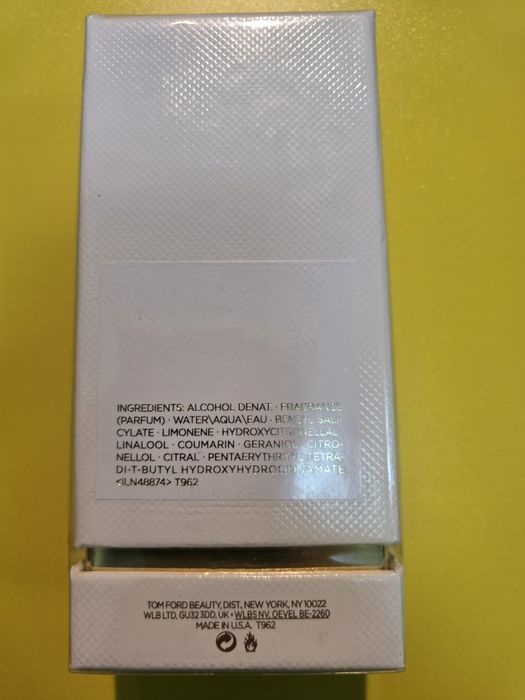 INGREDIENTS: ALCOHOL DENAT. · FRAGRANCE
(PARFUM) · WATER\AQUA\EAU · BENZYL SALI-
CYLATE · LIMONENE · HYDROXYCITRONELLAL
LINALOOL · COUMARIN · GERANIOL · CITRO-
NELLOL · CITRAL · PENTAERYTHRITYL TETRA-
DI-T-BUTYL HYDROXYHYDROCINNAMATE
<ILN48874> T962
TOM FORD BEAUTY, DIST., NEW YORK, NY 10022
WLB LTD, GU32 3DD, UK • WLBS NV, OEVEL BE-2260
MADE IN U.S.A. T962